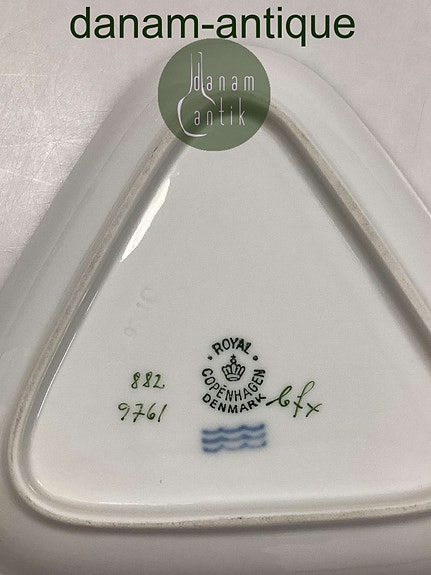 danam-antique
danam
antik
ROYAL
COPENHAGEN
DENMARK
882
9761